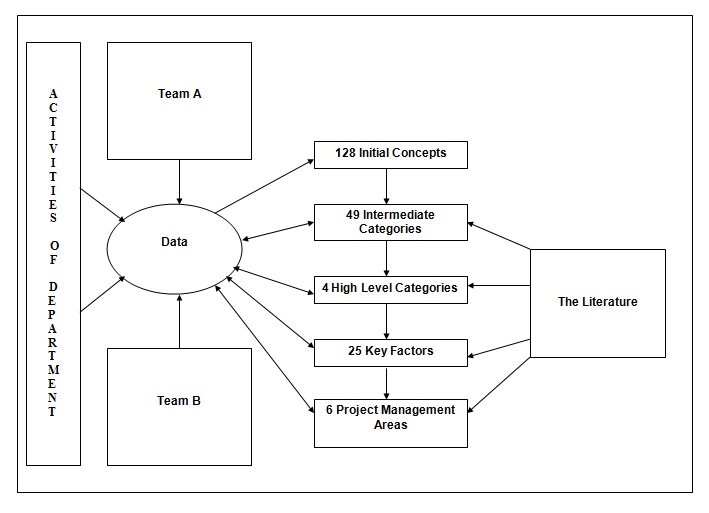 ACTIVITIES OF DEPARTMENT
Team A
128 Initial Concepts
49 Intermediate
Categories
Data
4 High Level Categories
The Literature
25 Key Factors
Team B
6 Project Management
Areas